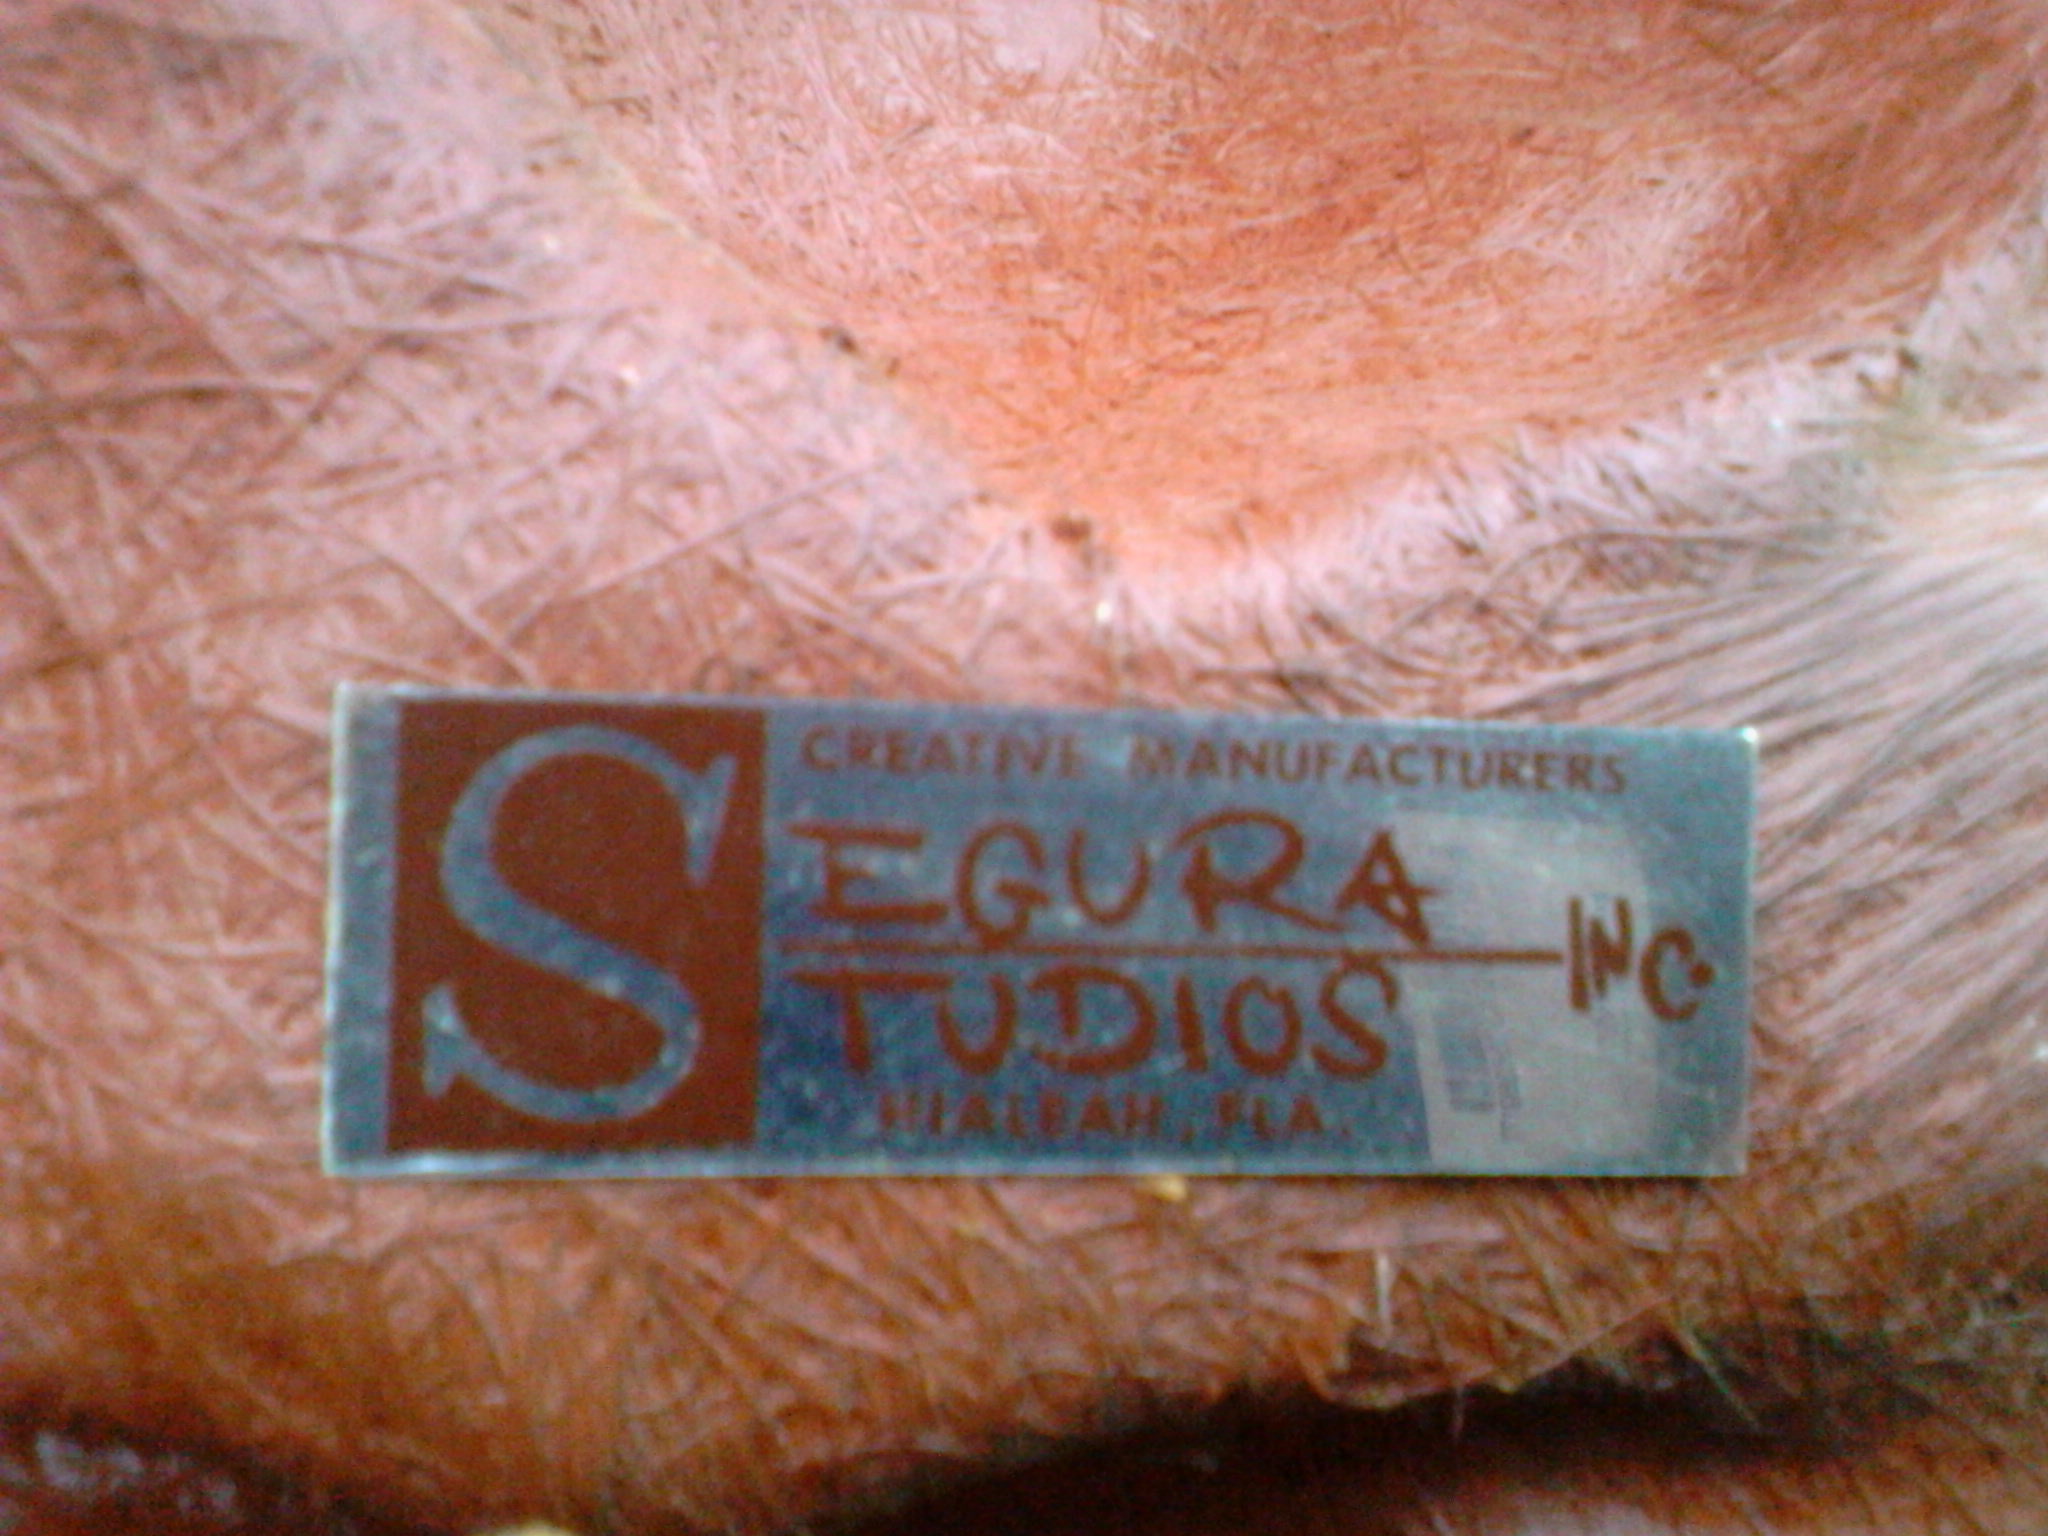 CREATIVE MANUFACTURERS
SEGURA
STUDIOS INC.
HIALEAH, FLA.